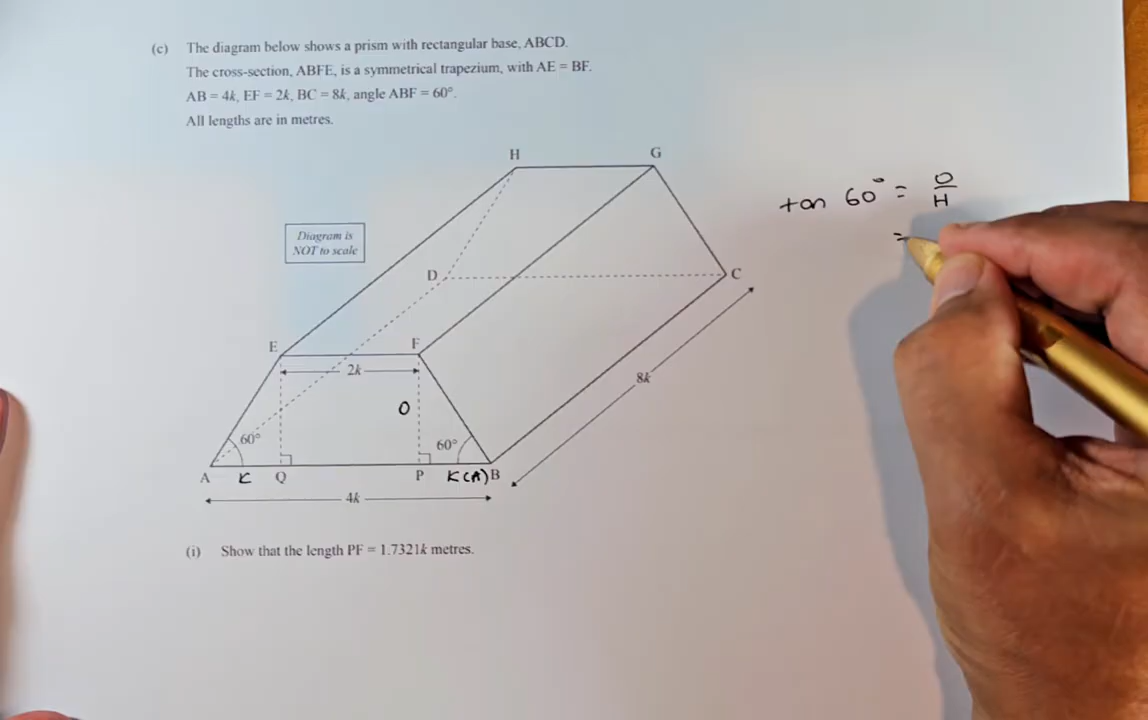 (c) The diagram below shows a prism with rectangular base, ABCD.
The cross-section, ABFE, is a symmetrical trapezium, with AE = BF.
AB = 4k, EF = 2k, BC = 8k, angle ABF = 60°.
All lengths are in metres.
H
G
tan 60° = O/H
=
Diagram is
NOT to scale
D
C
E
F
2k
8k
O
60°
60°
A K Q P K(A) B
4k
(i) Show that the length PF = 1.7321k metres.